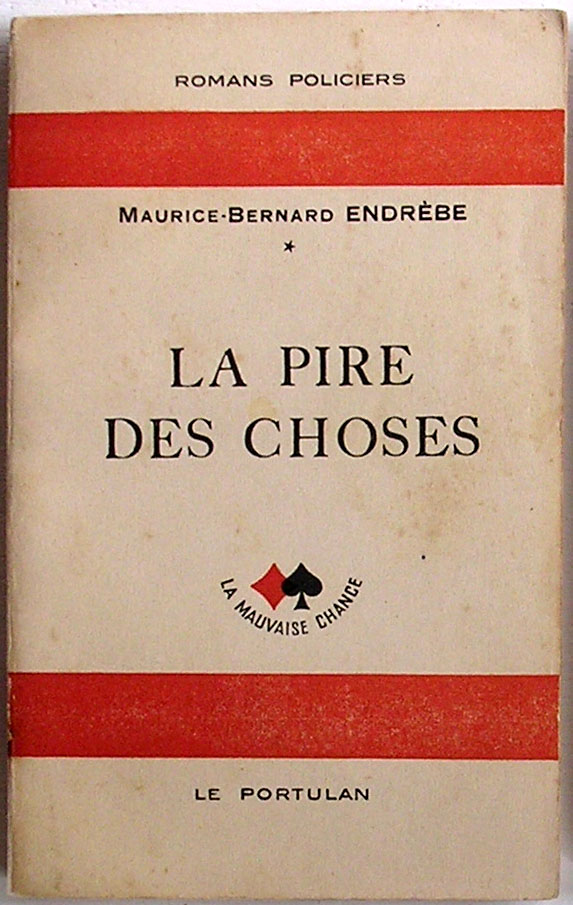 ROMANS POLICIERS
MAURICE-BERNARD ENDRÈBE
*
LA PIRE
DES CHOSES
LA MAUVAISE CHANCE
LE PORTULAN